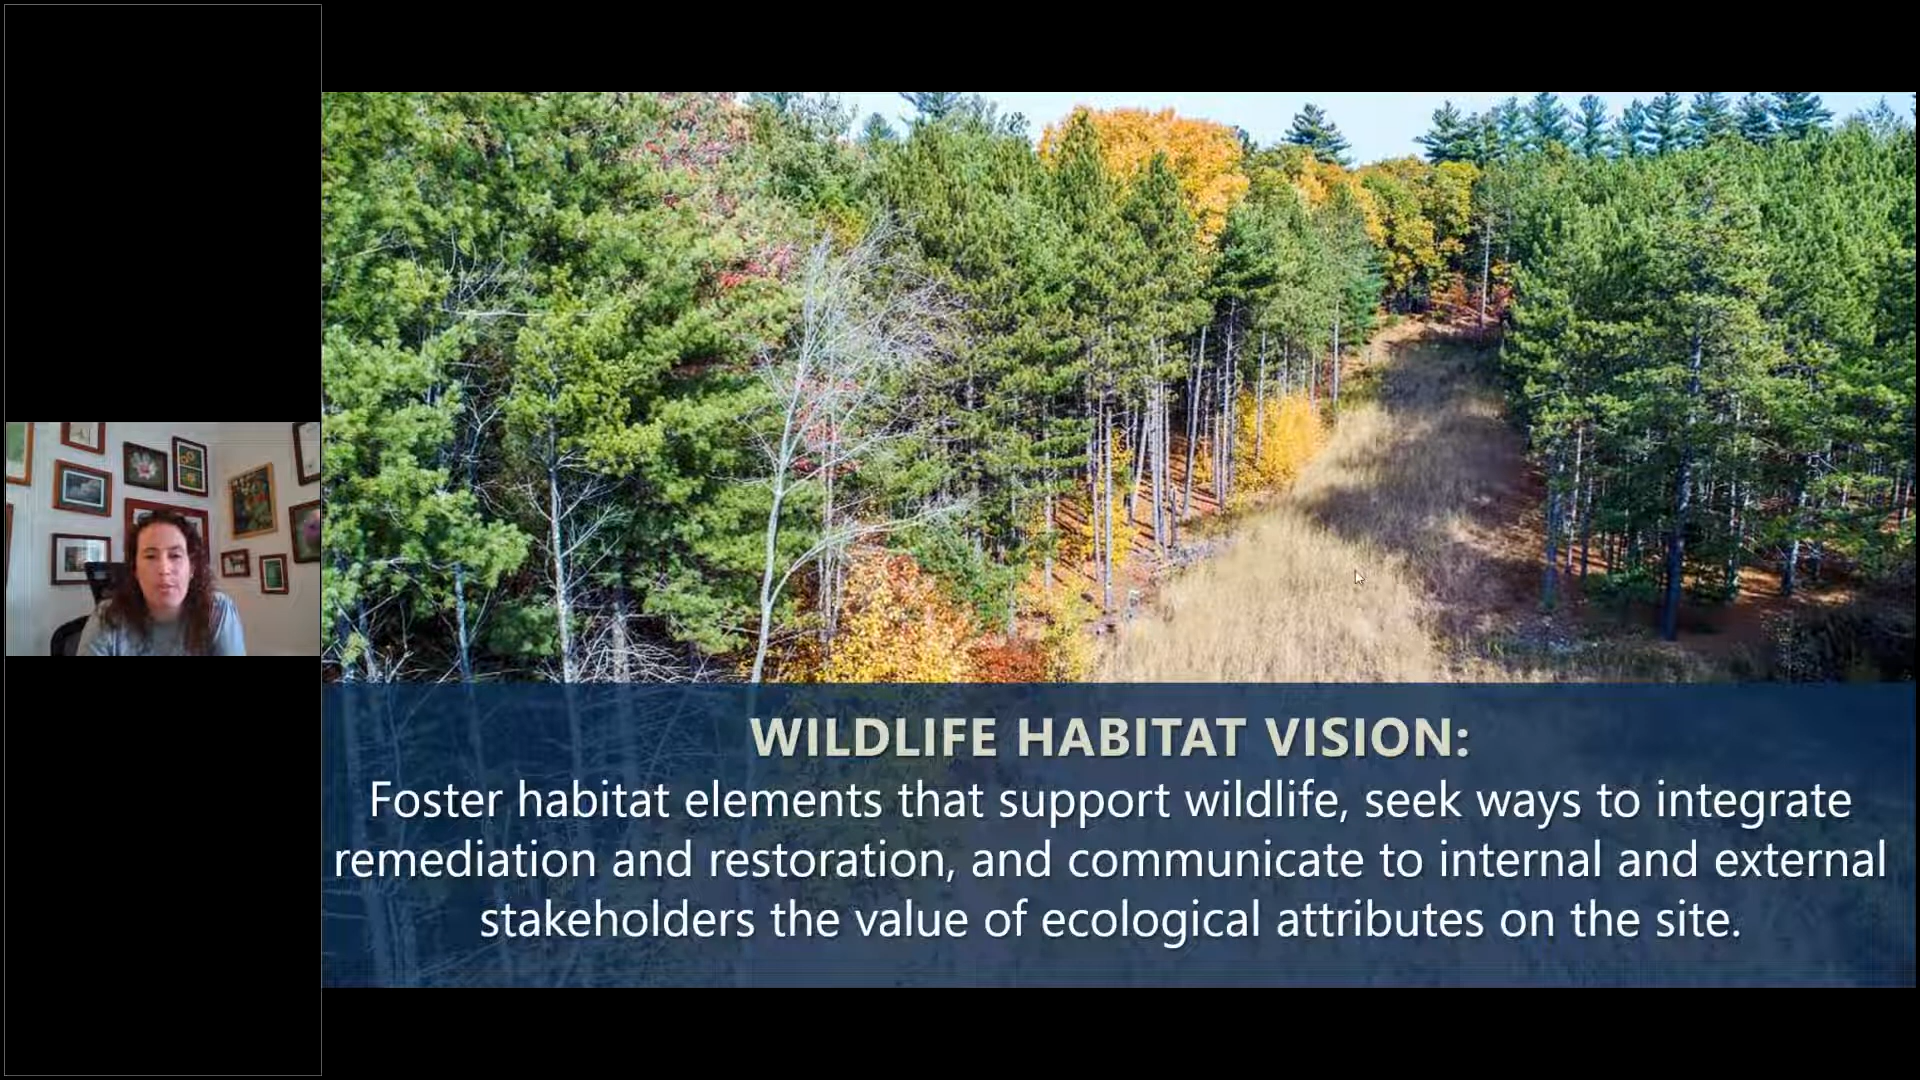 WILDLIFE HABITAT VISION:
Foster habitat elements that support wildlife, seek ways to integrate
remediation and restoration, and communicate to internal and external
stakeholders the value of ecological attributes on the site.